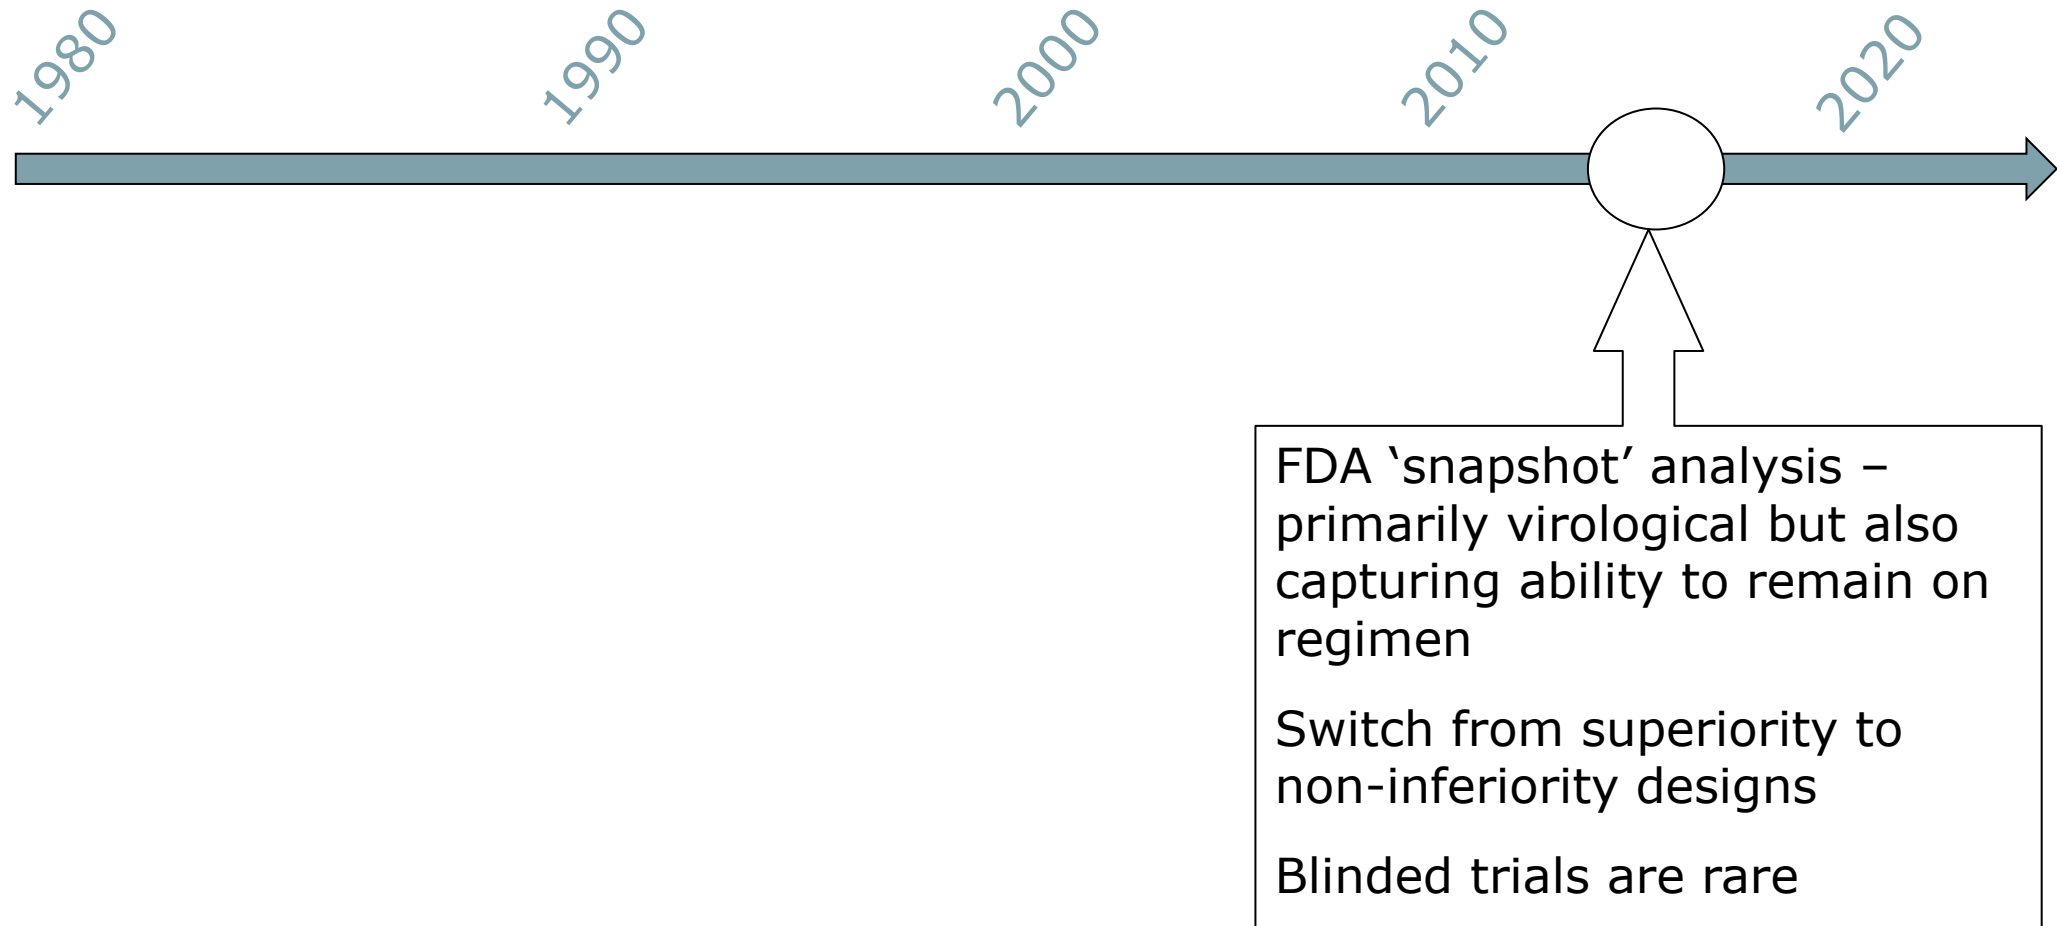 1980
1990
2000
2010
2020
FDA ‘snapshot’ analysis –
primarily virological but also
capturing ability to remain on
regimen
Switch from superiority to
non-inferiority designs
Blinded trials are rare